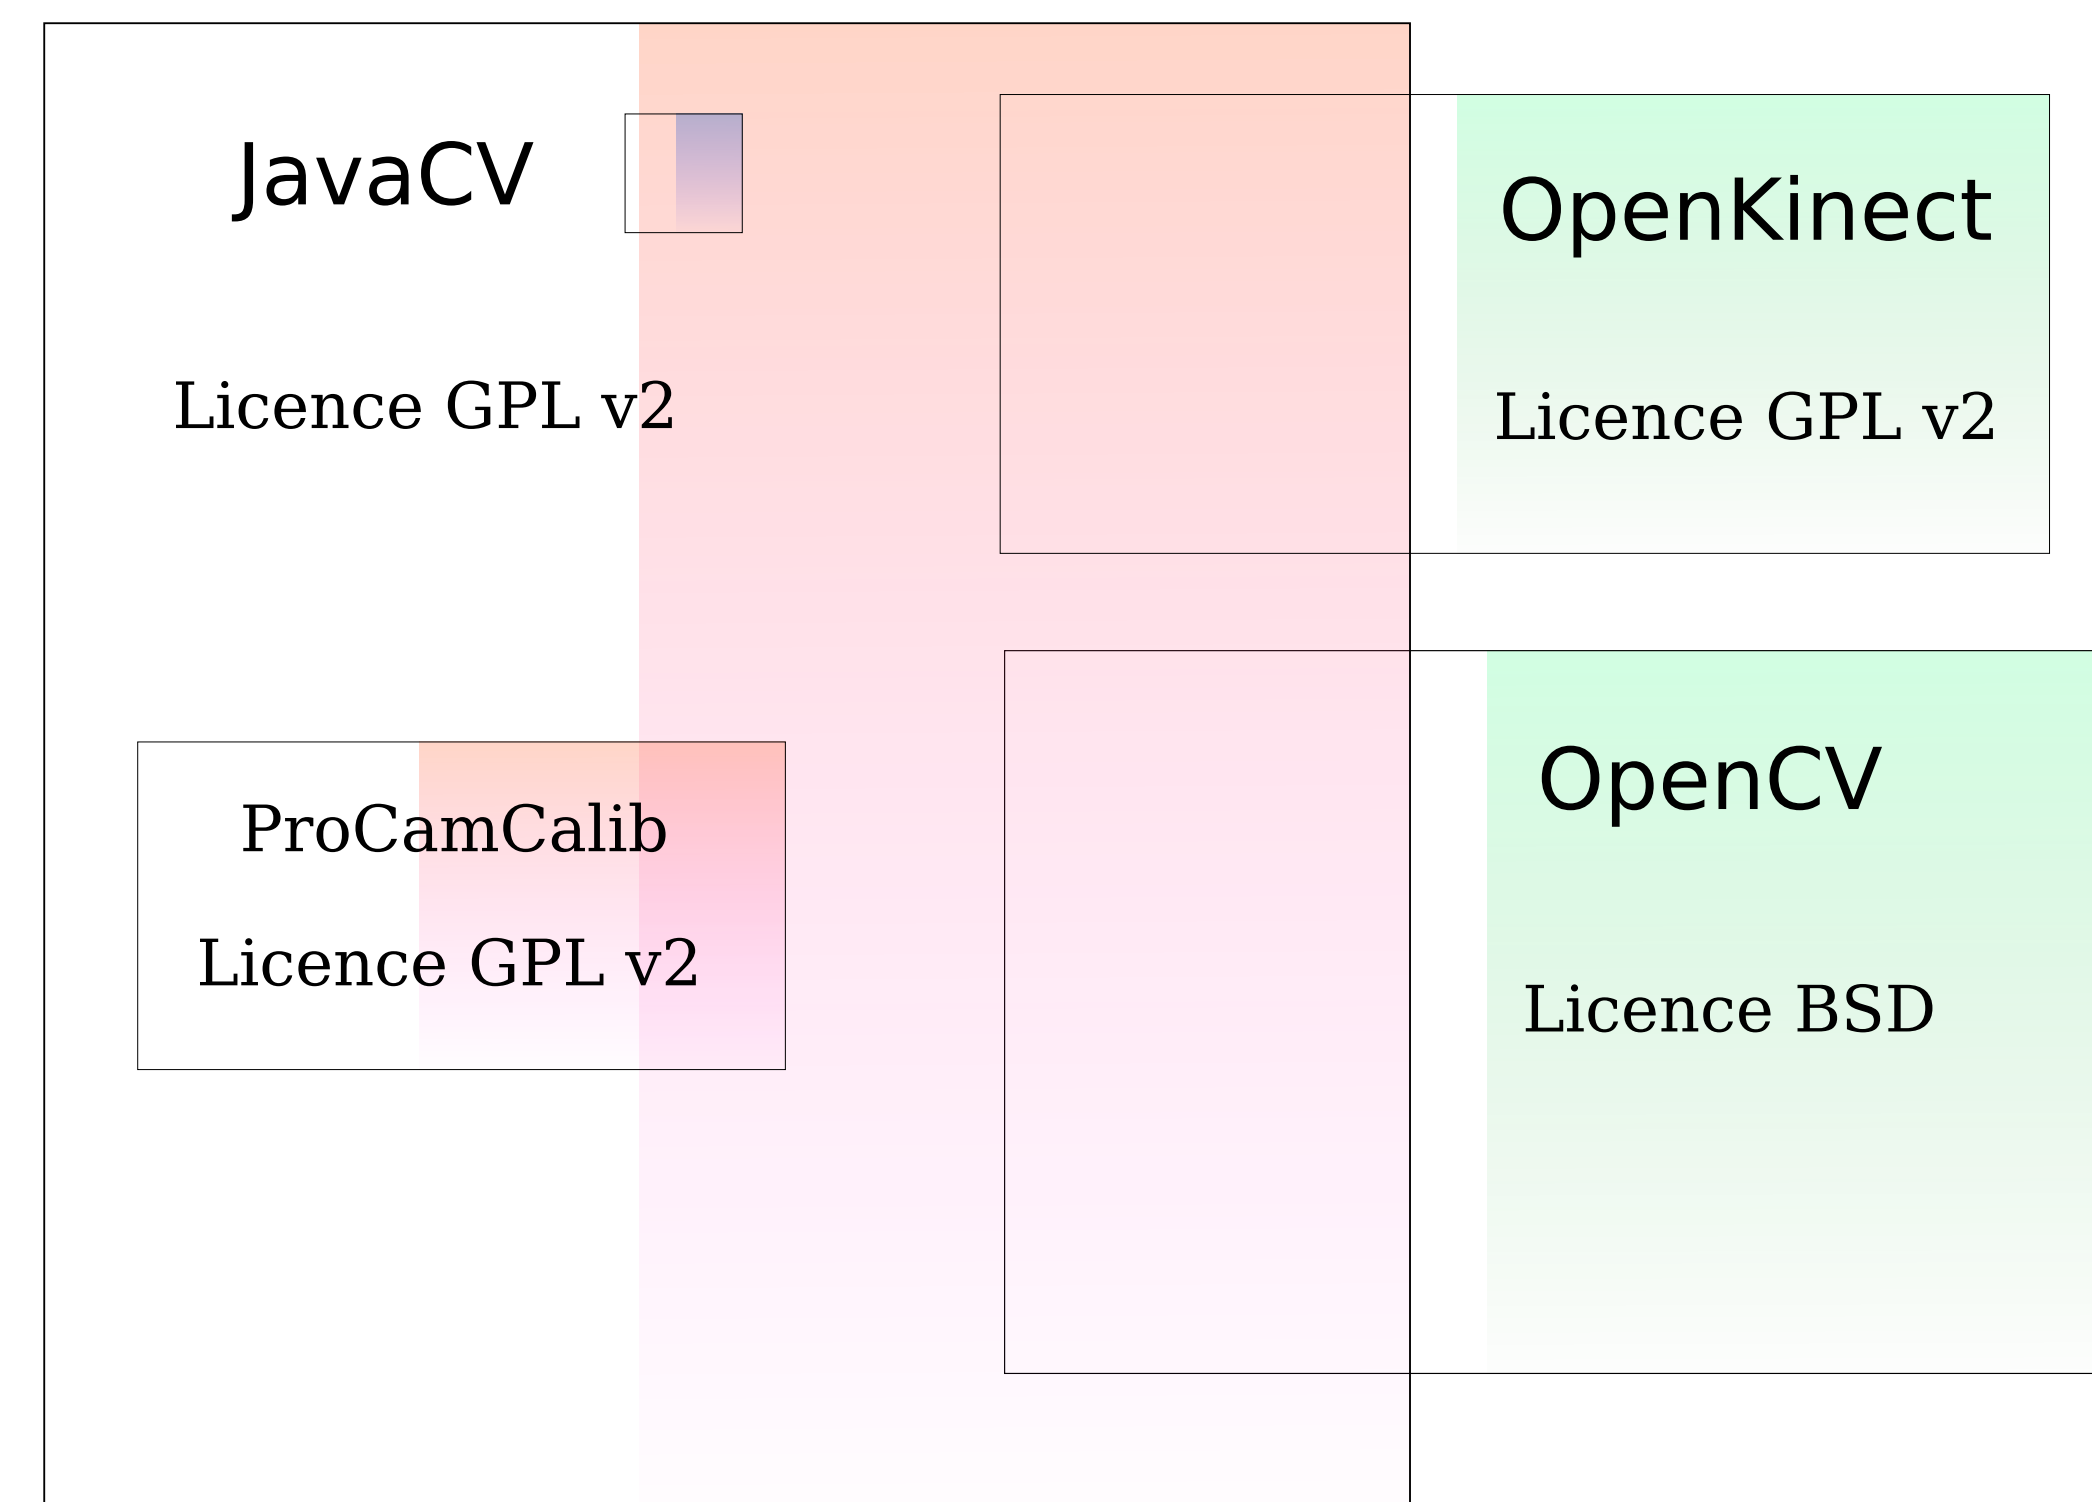 JavaCV
Licence GPL v2
OpenKinect
Licence GPL v2
ProCamCalib
Licence GPL v2
OpenCV
Licence BSD